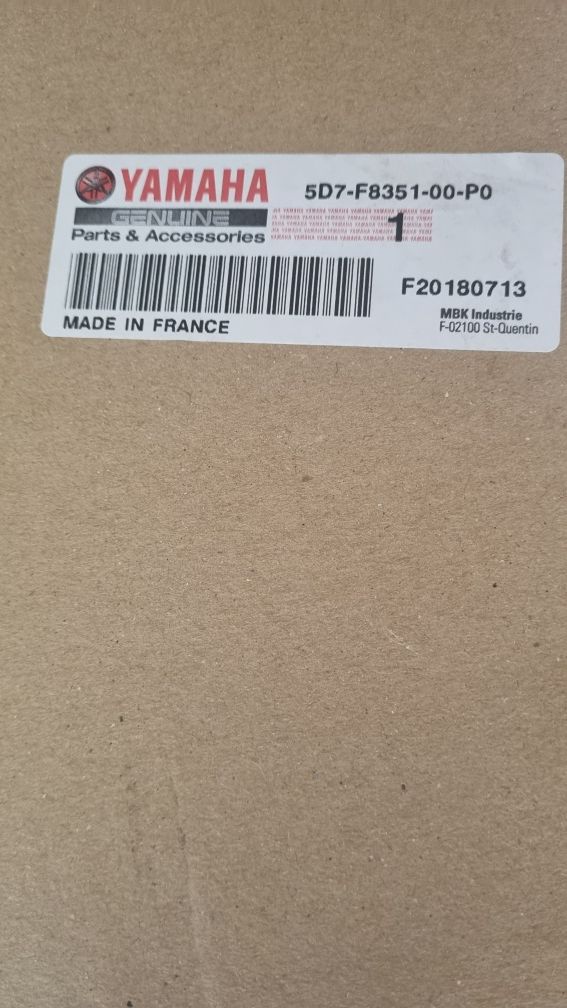 YAMAHA
5D7-F8351-00-P0
GENUINE
1
Parts & Accessories
F20180713
MADE IN FRANCE
MBK Industrie
F-02100 St-Quentin